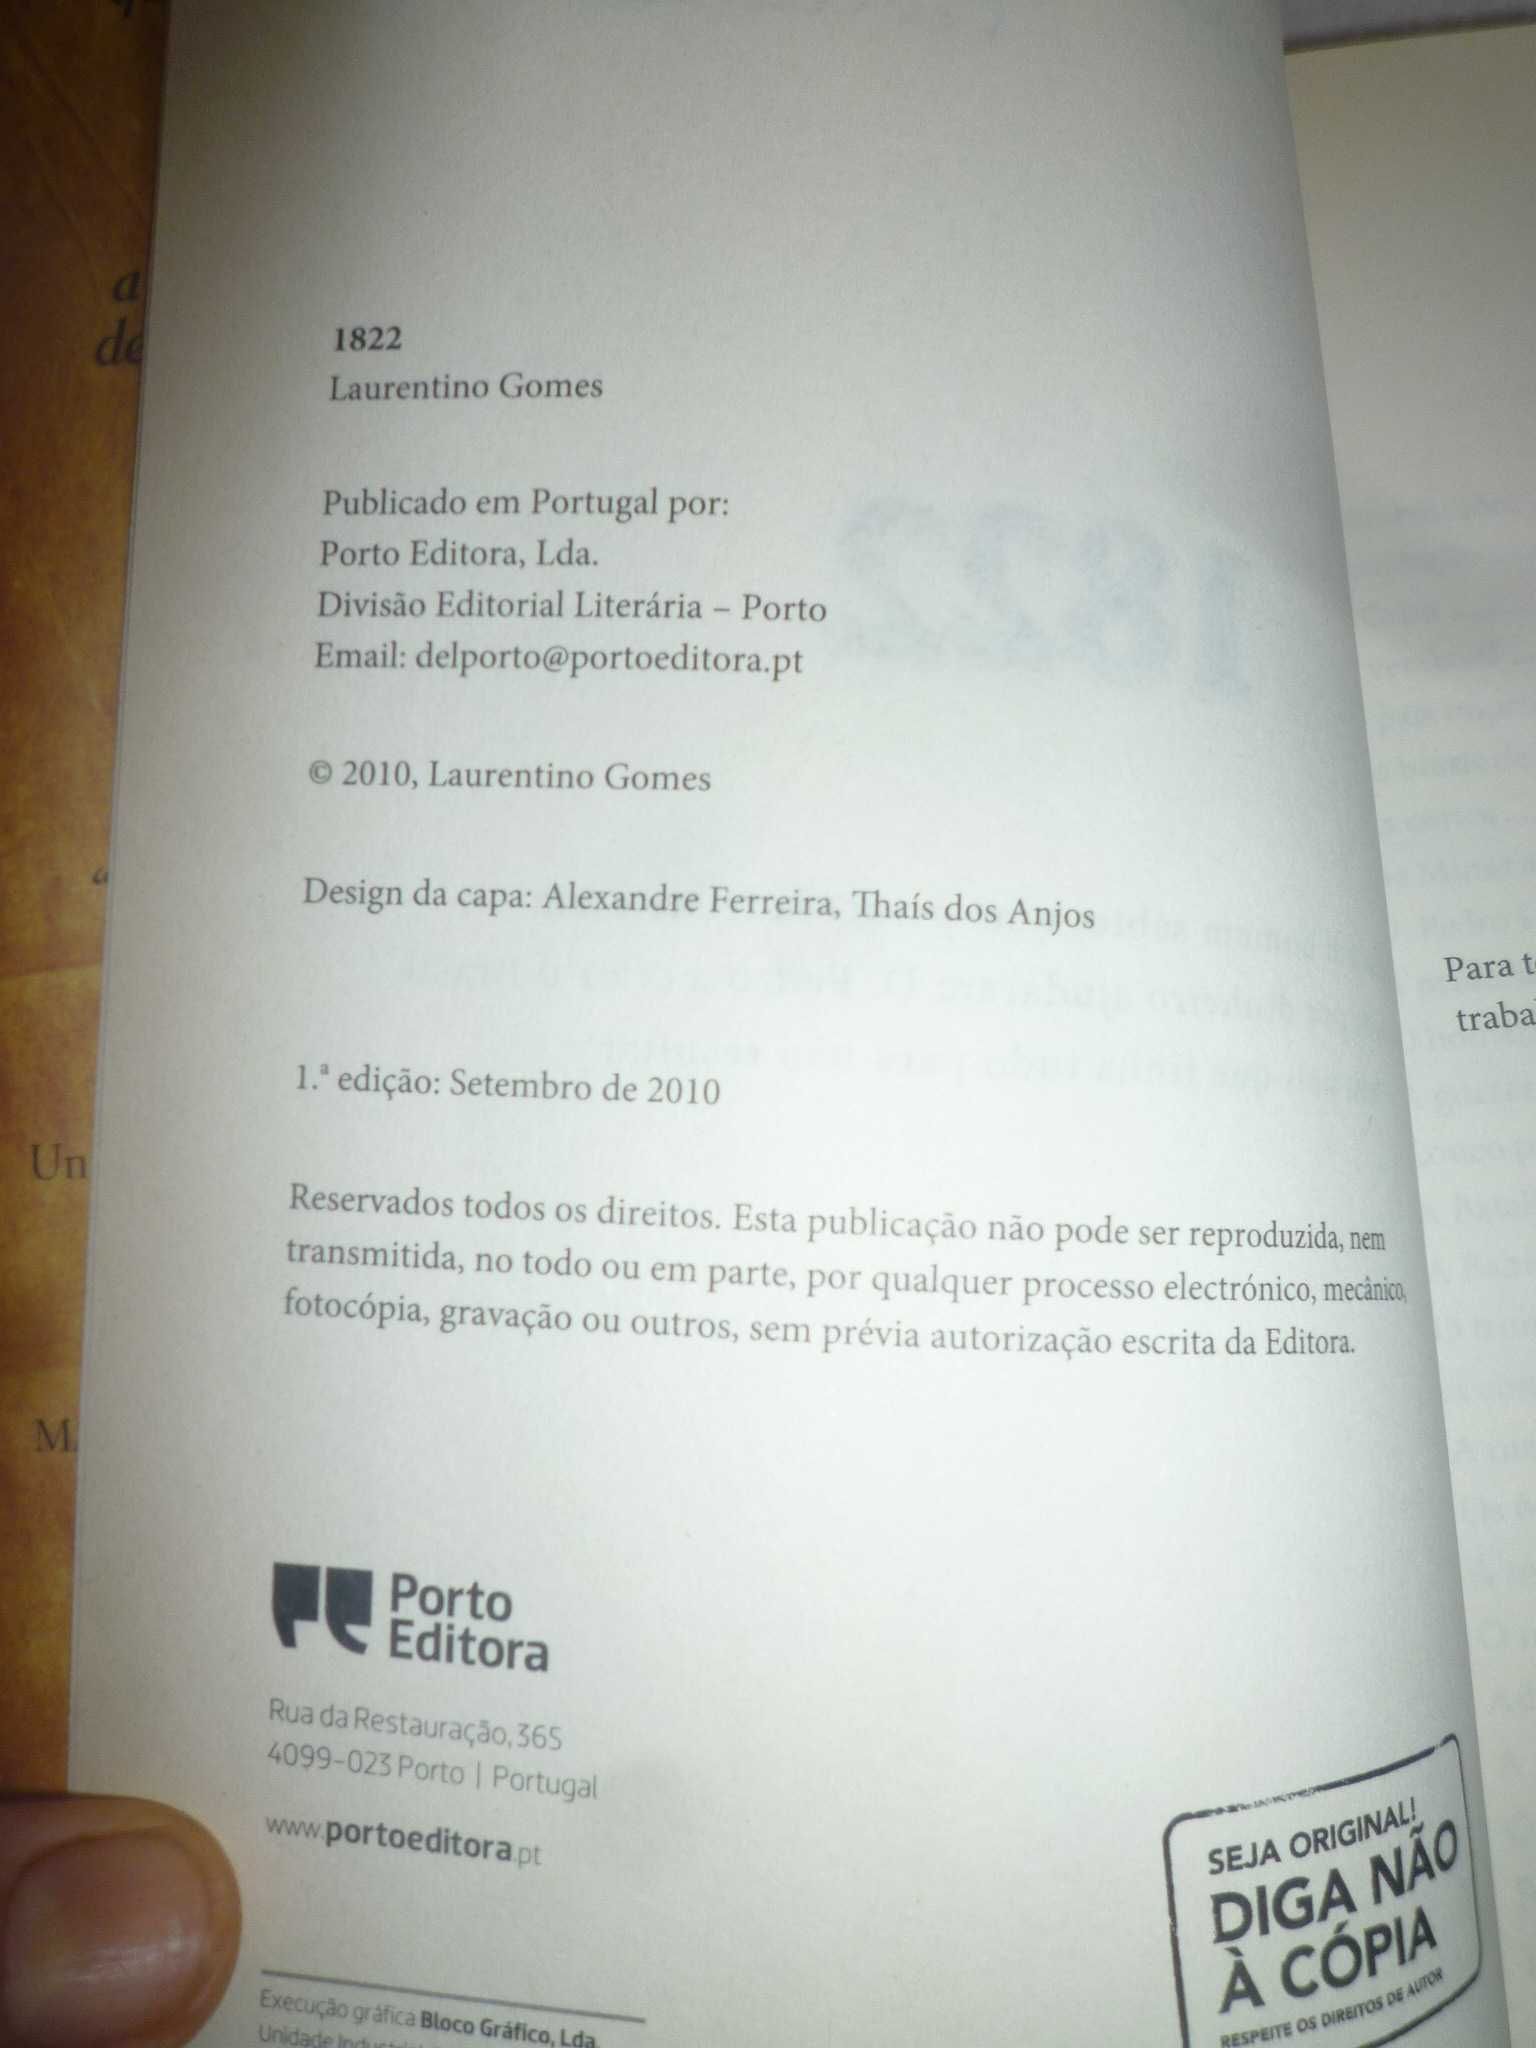 a
de
a
Un
1822
Laurentino Gomes
Publicado em Portugal por:
Porto Editora, Lda.
Divisão Editorial Literária – Porto
Email: delporto@portoeditora.pt
© 2010, Laurentino Gomes
Design da capa: Alexandre Ferreira, Thaís dos Anjos
1.ª edição: Setembro de 2010
Reservados todos os direitos. Esta publicação não pode ser reproduzida, nem
transmitida, no todo ou em parte, por qualquer processo electrónico, mecânico,
fotocópia, gravação ou outros, sem prévia autorização escrita da Editora.
Porto
Editora
Rua da Restauração, 365
4099-023 Porto | Portugal
www.portoeditora.pt
Execução gráfica Bloco Gráfico, Lda.
Unidade
SEJA ORIGINAL!
DIGA NÃO
À CÓPIA
RESPEITE OS DIREITOS DE AUTOR
Para t
traba